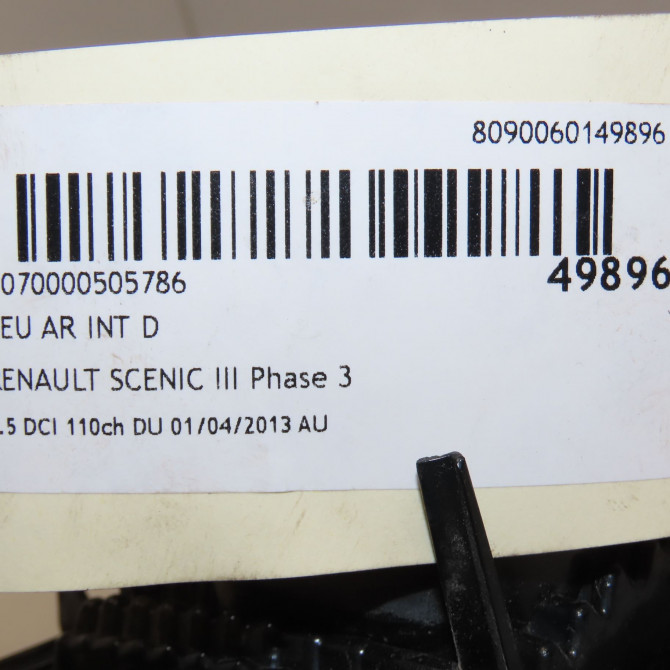 8090060149896
070000505786
49896
EU AR INT D
RENAULT SCENIC III Phase 3
.5 DCI 110ch DU 01/04/2013 AU